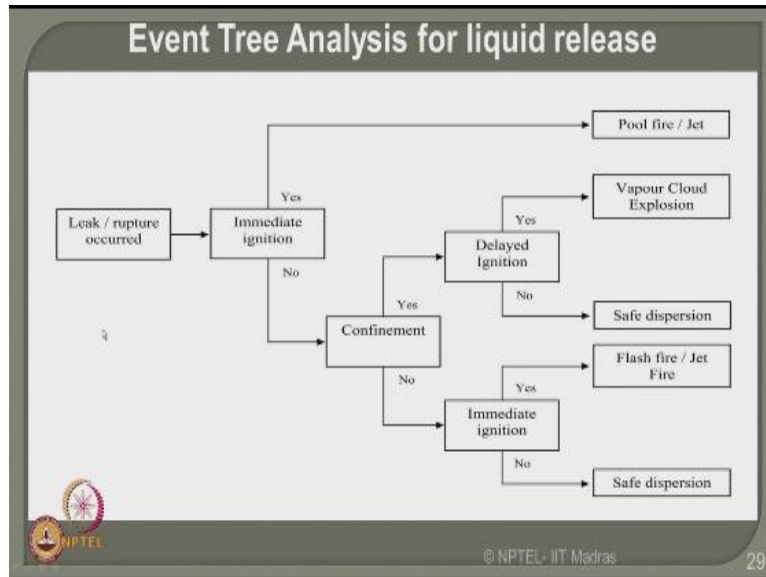 Event Tree Analysis for liquid release
Pool fire / Jet
Yes
Leak / rupture
occurred
Immediate
ignition
No
Vapour Cloud
Explosion
Yes
Delayed
Ignition
No
Yes
Confinement
No
Safe dispersion
Flash fire / Jet
Fire
Yes
Immediate
ignition
No
Safe dispersion
NPTEL
© NPTEL- IIT Madras
29